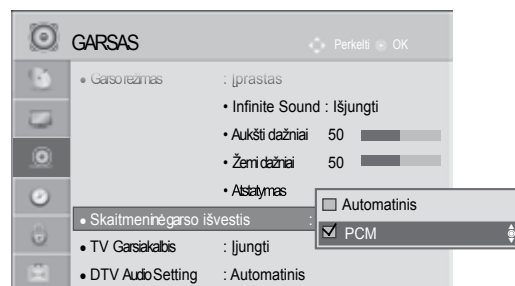 GARSAS
Perkelti OK
• Garso režimas : Įprastas
• Infinite Sound : Išjungti
• Aukšti dažniai 50
• Žemi dažniai 50
• Atstatymas
• Skaitmeninė garso išvestis :
Automatinis
PCM
• TV Garsiakalbis : Įjungti
• DTV Audio Setting : Automatinis